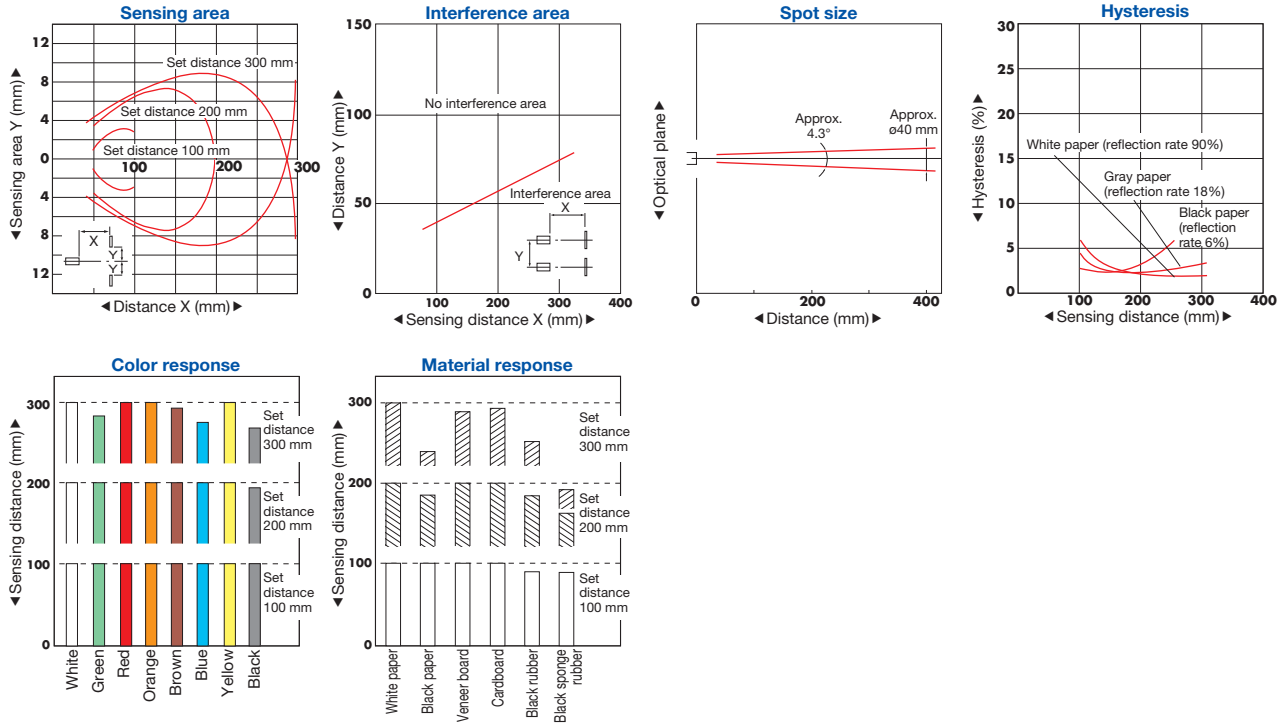 Sensing area
12
8
4
0
4
8
12
Set distance 300 mm
Set distance 200 mm
Set distance 100 mm
100
200
300
X
Y
Y
◄Sensing area Y (mm)►
◄Distance X (mm)►
Interference area
150
100
50
0
No interference area
Interference area
X
Y
100
200
300
400
◄Distance Y (mm)►
◄Sensing distance X (mm)►
Spot size
Approx.
4.3°
Approx.
ø40 mm
0
200
400
◄Optical plane►
◄Distance (mm)►
Hysteresis
30
25
20
15
10
5
0
White paper (reflection rate 90%)
Gray paper
(reflection rate 18%)
Black paper
(reflection
rate 6%)
100
200
300
400
◄Hysteresis (%)►
◄Sensing distance (mm)►
Color response
300
200
100
0
Set
distance
300 mm
Set
distance
200 mm
Set
distance
100 mm
◄Sensing distance (mm)►
White
Green
Red
Orange
Brown
Blue
Yellow
Black
Material response
300
200
100
0
Set
distance
300 mm
Set
distance
200 mm
Set
distance
100 mm
◄Sensing distance (mm)►
White paper
Black paper
Veneer board
Cardboard
Black rubber
Black sponge
rubber